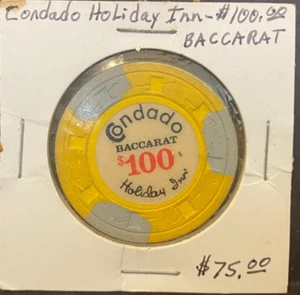 Condado Holiday Inn-$100.00
BACCARAT
Condado
BACCARAT
$100
Holiday Inn
$75.00